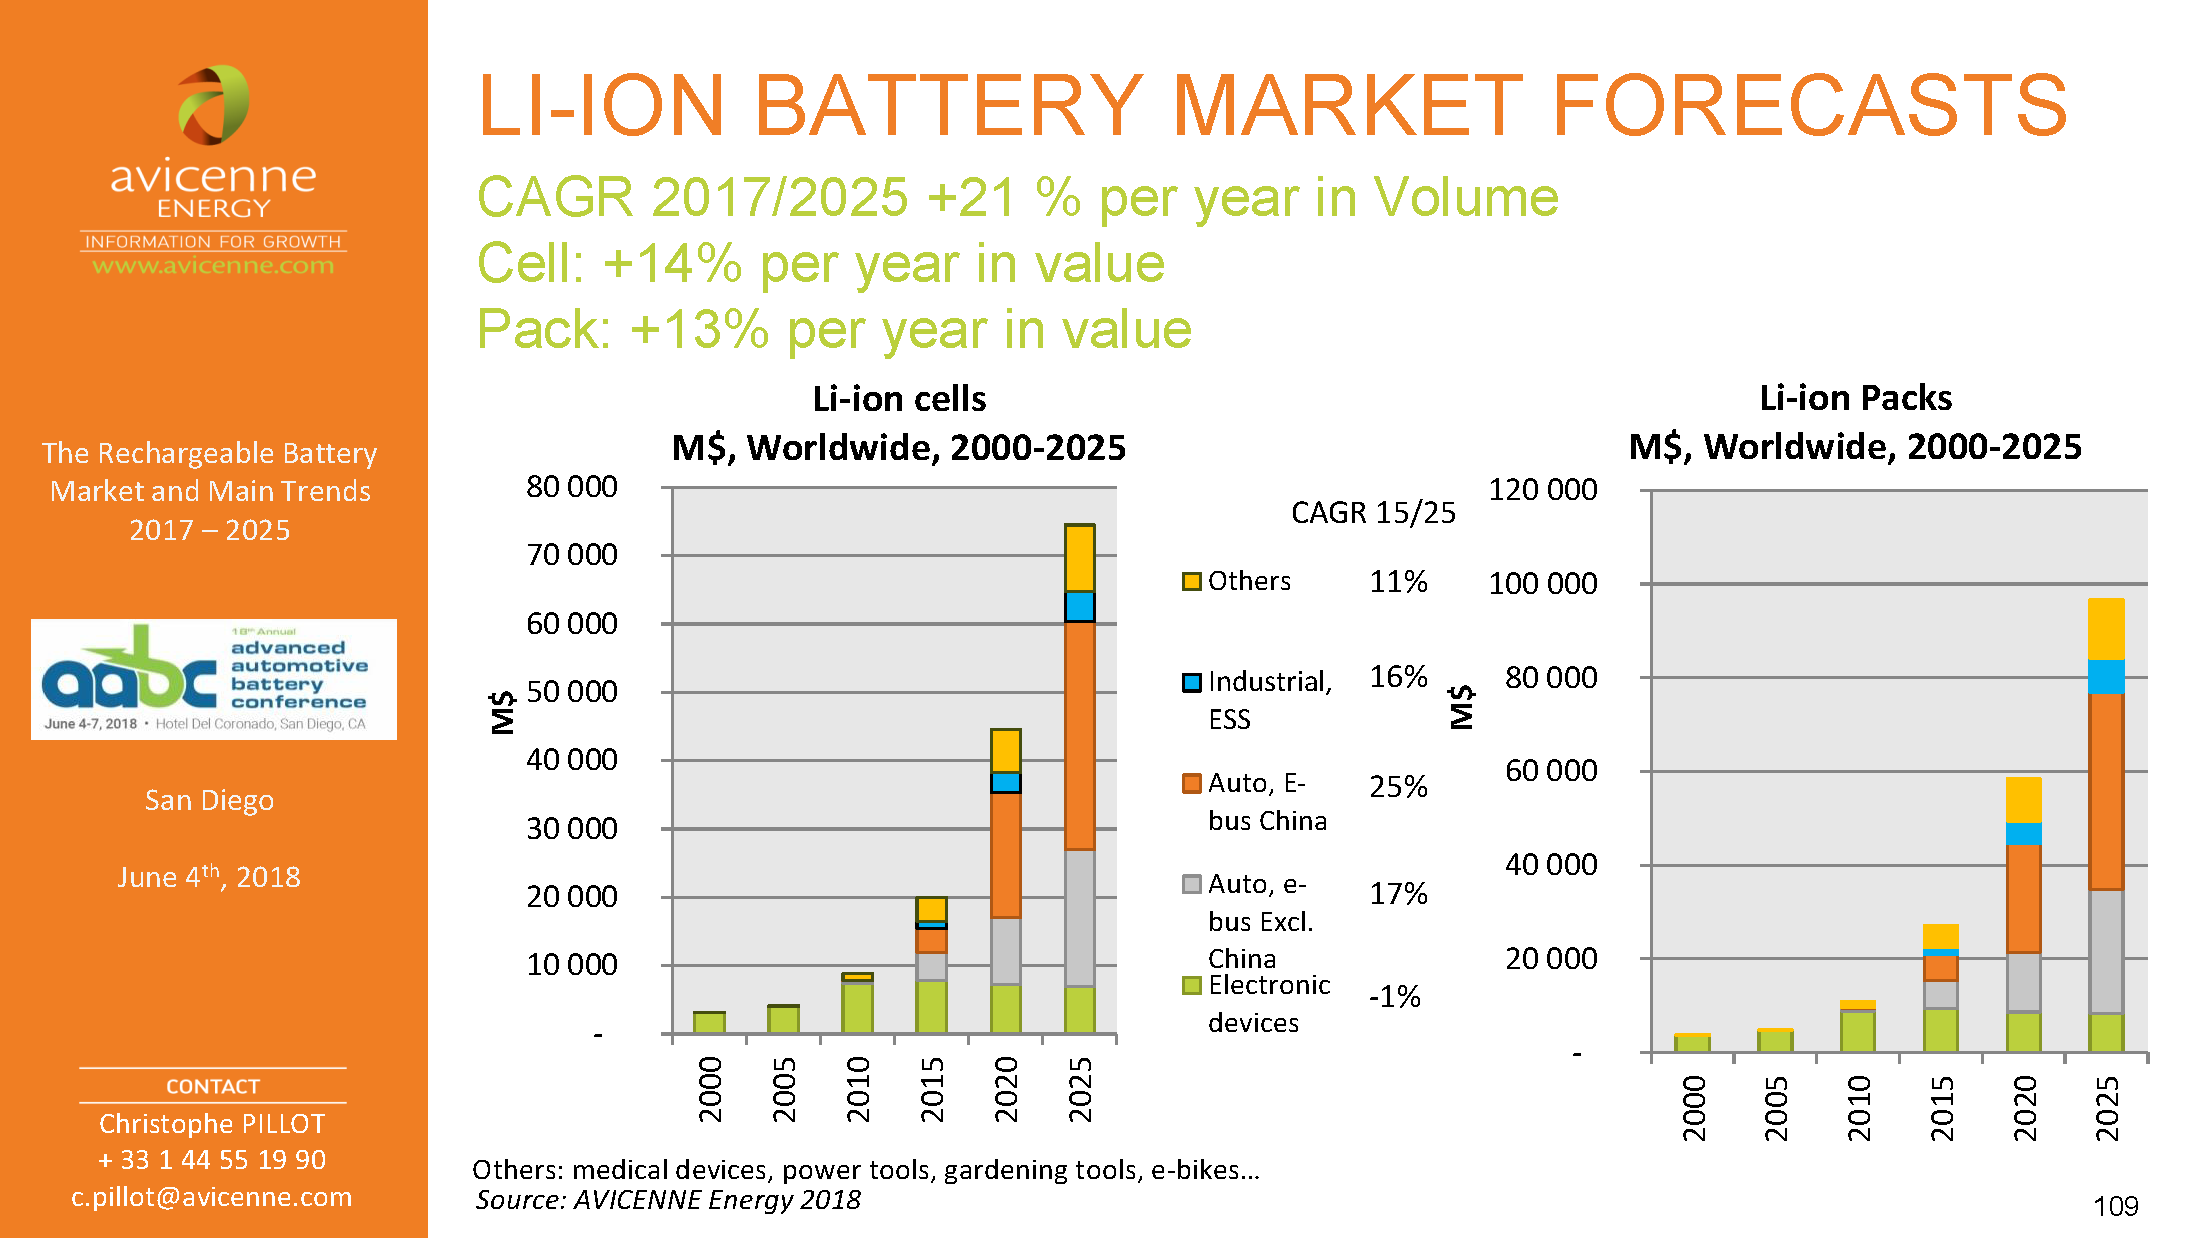 avicenne
ENERGY
INFORMATION FOR GROWTH
www.avicenne.com
The Rechargeable Battery
Market and Main Trends
2017 – 2025
18th Annual
aabc
advanced
automotive
battery
conference
June 4-7, 2018 • Hotel Del Coronado, San Diego, CA
San Diego
June 4th, 2018
CONTACT
Christophe PILLOT
+ 33 1 44 55 19 90
c.pillot@avicenne.com
LI-ION BATTERY MARKET FORECASTS
CAGR 2017/2025 +21 % per year in Volume
Cell: +14% per year in value
Pack: +13% per year in value
Li-ion cells
M$, Worldwide, 2000-2025
80 000
70 000
60 000
50 000
40 000
30 000
20 000
10 000
-
M$
2000
2005
2010
2015
2020
2025
CAGR 15/25
Others 11%
Industrial, 16%
ESS
Auto, E- 25%
bus China
Auto, e- 17%
bus Excl.
China
Electronic -1%
devices
Li-ion Packs
M$, Worldwide, 2000-2025
120 000
100 000
80 000
60 000
40 000
20 000
-
M$
2000
2005
2010
2015
2020
2025
Others: medical devices, power tools, gardening tools, e-bikes...
Source: AVICENNE Energy 2018
109